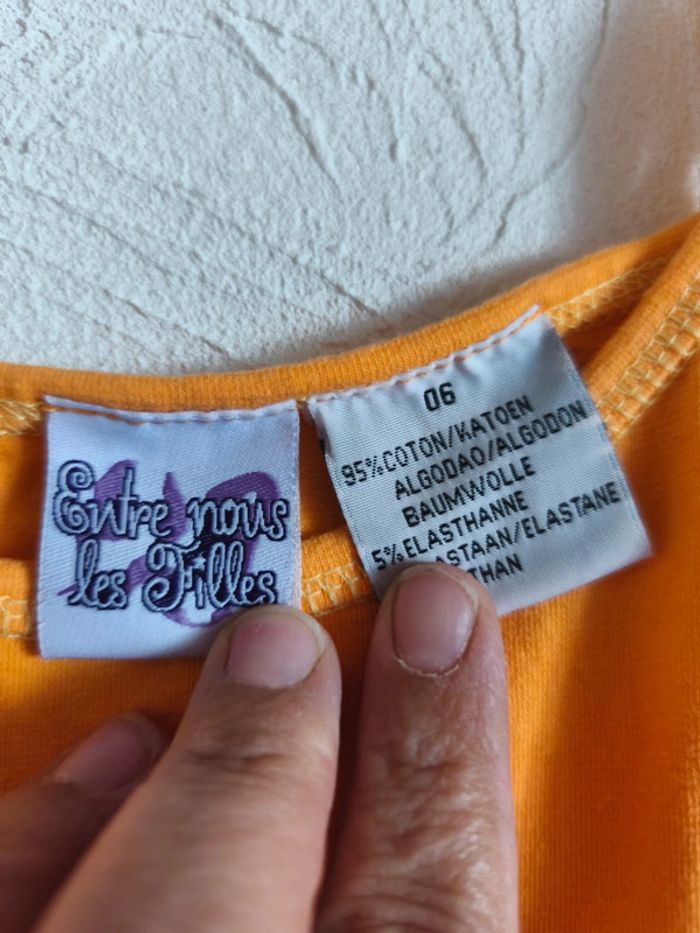 Entre nous
les Filles
06
95%COTON/KATOEN
ALGODAO/ALGODON
BAUMWOLLE
5%ELASTHANNE
ASTAAN/ELASTANE
THAN